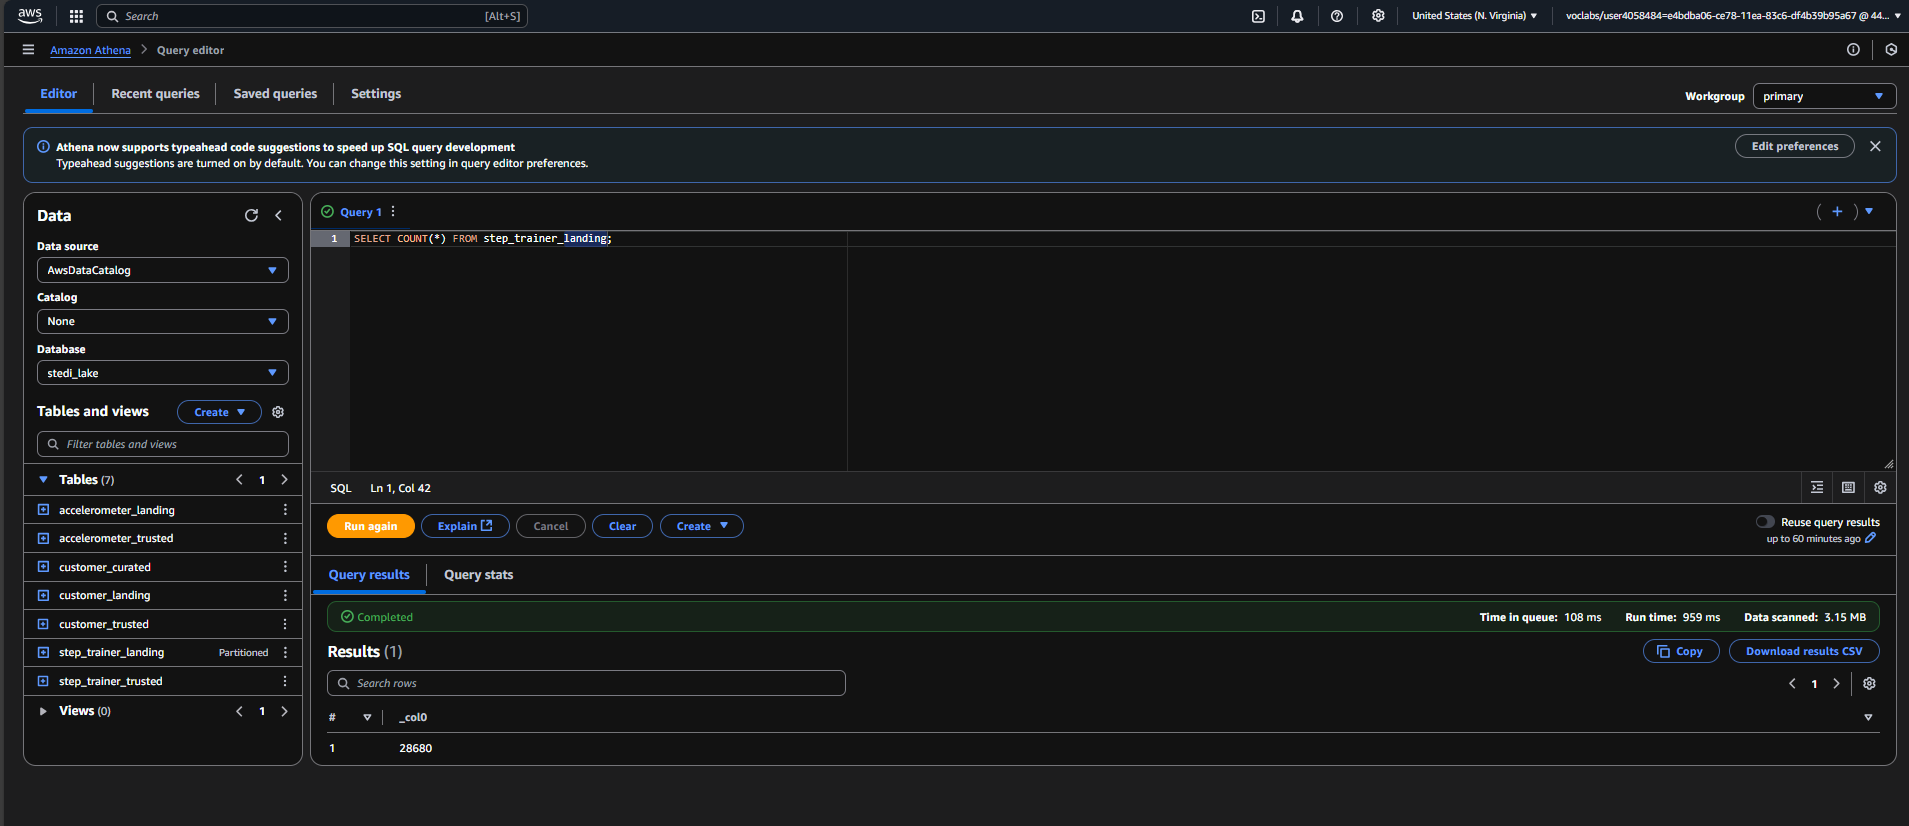 aws
Search [Alt+S]
United States (N. Virginia) voclabs/user4058484=e4bdba06-ce78-11ea-83c6-df4b39b95a67 @ 44...
Amazon Athena > Query editor
Editor Recent queries Saved queries Settings
Workgroup primary
Athena now supports typeahead code suggestions to speed up SQL query development
Typeahead suggestions are turned on by default. You can change this setting in query editor preferences.
Edit preferences
Data
Data source
AwsDataCatalog
Catalog
None
Database
stedi_lake
Tables and views Create
Filter tables and views
Tables (7) 1
accelerometer_landing
accelerometer_trusted
customer_curated
customer_landing
customer_trusted
step_trainer_landing Partitioned
step_trainer_trusted
Views (0) 1
Query 1
1 SELECT COUNT(*) FROM step_trainer_landing;
SQL Ln 1, Col 42
Run again Explain Cancel Clear Create
Reuse query results
up to 60 minutes ago
Query results Query stats
Completed Time in queue: 108 ms Run time: 959 ms Data scanned: 3.15 MB
Results (1) Copy Download results CSV
Search rows 1
# _col0
1 28680